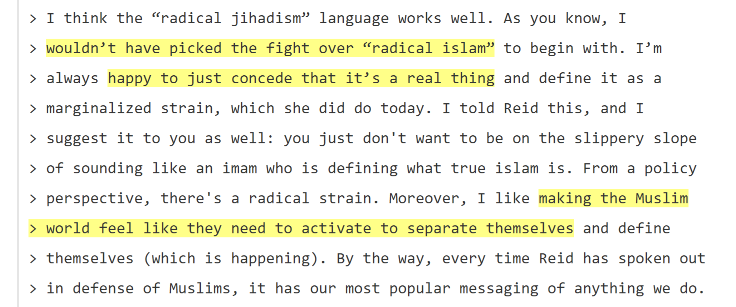 > I think the “radical jihadism” language works well. As you know, I
> wouldn’t have picked the fight over “radical islam” to begin with. I’m
> always happy to just concede that it’s a real thing and define it as a
> marginalized strain, which she did do today. I told Reid this, and I
> suggest it to you as well: you just don't want to be on the slippery slope
> of sounding like an imam who is defining what true islam is. From a policy
> perspective, there's a radical strain. Moreover, I like making the Muslim
> world feel like they need to activate to separate themselves and define
> themselves (which is happening). By the way, every time Reid has spoken out
> in defense of Muslims, it has our most popular messaging of anything we do.